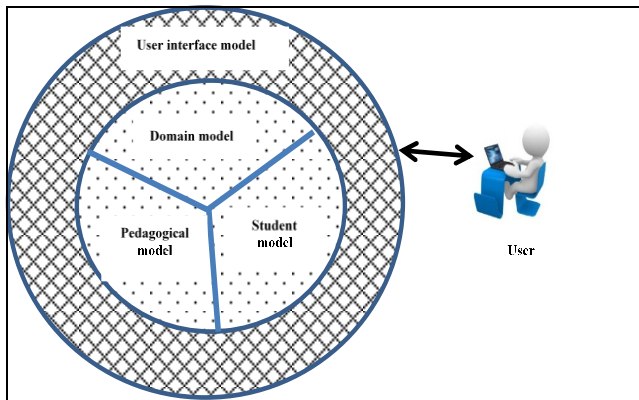 User interface model
Domain model
Pedagogical
model
Student
model
User